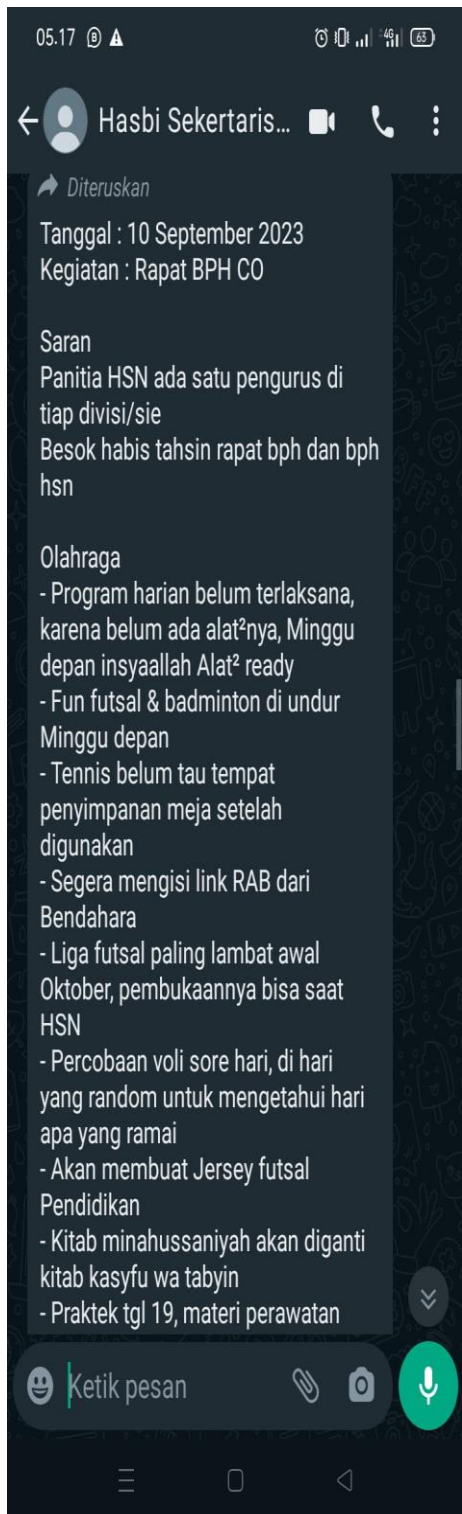 05.17
4G
63
Hasbi Sekertaris...
Diteruskan
Tanggal : 10 September 2023
Kegiatan : Rapat BPH CO
Saran
Panitia HSN ada satu pengurus di
tiap divisi/sie
Besok habis tahsin rapat bph dan bph
hsn
Olahraga
- Program harian belum terlaksana,
karena belum ada alat²nya, Minggu
depan insyaallah Alat² ready
- Fun futsal & badminton di undur
Minggu depan
- Tennis belum tau tempat
penyimpanan meja setelah
digunakan
- Segera mengisi link RAB dari
Bendahara
- Liga futsal paling lambat awal
Oktober, pembukaannya bisa saat
HSN
- Percobaan voli sore hari, di hari
yang random untuk mengetahui hari
apa yang ramai
- Akan membuat Jersey futsal
Pendidikan
- Kitab minahussaniyah akan diganti
kitab kasyfu wa tabyin
- Praktek tgl 19, materi perawatan
Ketik pesan